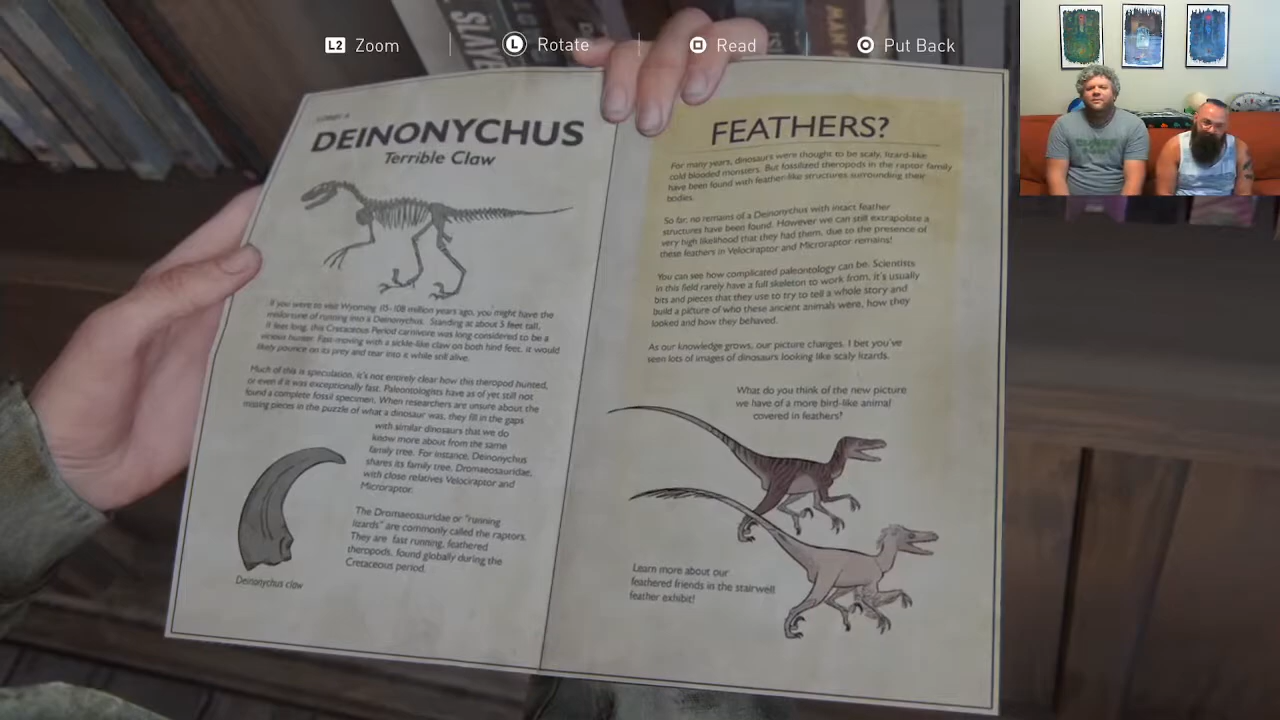 L2 Zoom
L Rotate
Read
Put Back
DEINONYCHUS
Terrible Claw
If you were to visit Wyoming 115-108 million years ago, you might have the
misfortune of running into a Deinonychus. Standing at about 5 feet tall,
11 feet long, this Cretaceous Period carnivore was long considered to be a
vicious hunter. Fast-moving with a sickle-like claw on both hind feet, it would
likely pounce on its prey and tear into it while still alive.
Much of this is speculation, it's not entirely clear how this theropod hunted,
or even if it was exceptionally fast. Paleontologists have as of yet still not
found a complete fossil specimen. When researchers are unsure about the
missing pieces in the puzzle of what a dinosaur was, they fill in the gaps
with similar dinosaurs that we do
know more about from the same
family tree. For instance, Deinonychus
shares its family tree, Dromaeosauridae,
with close relatives Velociraptor and
Microraptor.
The Dromaeosauridae or "running
lizards" are commonly called the raptors.
They are fast running, feathered
theropods, found globally during the
Cretaceous period.
Deinonychus claw
FEATHERS?
For many years, dinosaurs were thought to be scaly, lizard-like
cold blooded monsters. But fossilized theropods in the raptor family
have been found with feather-like structures surrounding their
bodies.
So far, no remains of a Deinonychus with intact feather
structures have been found. However we can still extrapolate a
very high likelihood that they had them, due to the presence of
these feathers in Velociraptor and Microraptor remains!
You can see how complicated paleontology can be. Scientists
in this field rarely have a full skeleton to work from, it's usually
bits and pieces that they use to try to tell a whole story and
build a picture of who these ancient animals were, how they
looked and how they behaved.
As our knowledge grows, our picture changes. I bet you've
seen lots of images of dinosaurs looking like scaly lizards.
What do you think of the new picture
we have of a more bird-like animal
covered in feathers?
Learn more about our
feathered friends in the stairwell
feather exhibit!